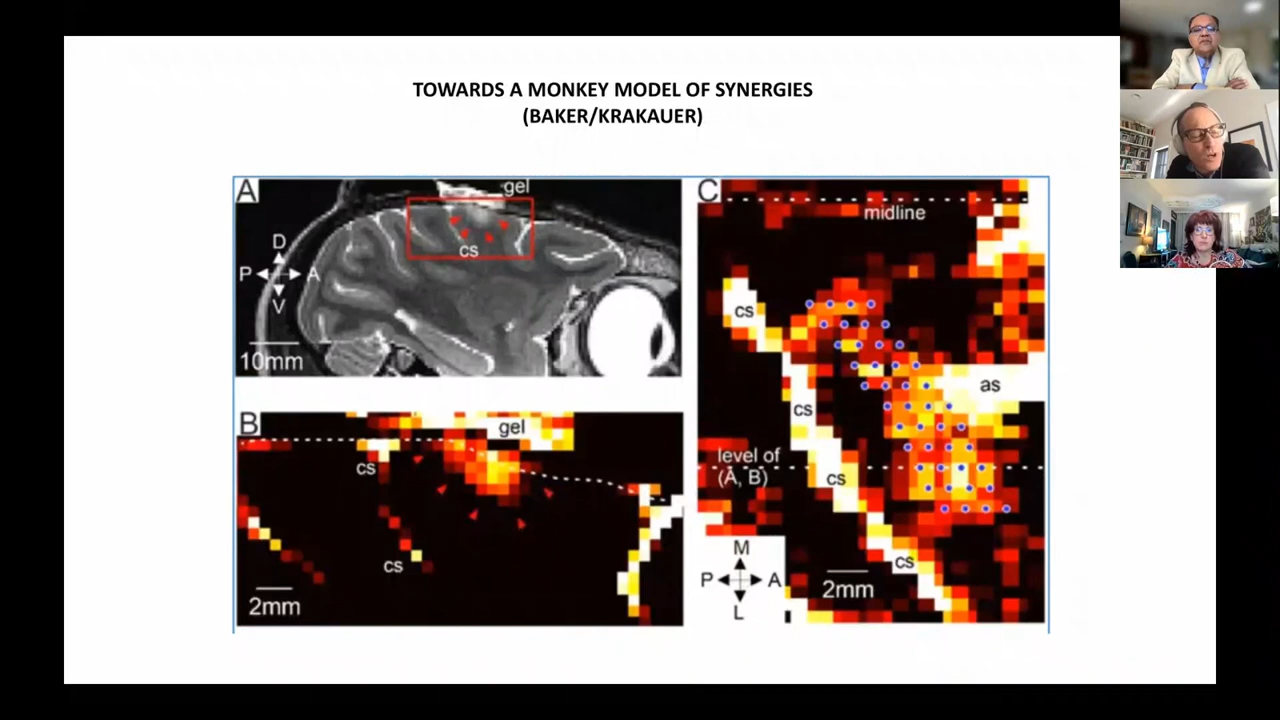 TOWARDS A MONKEY MODEL OF SYNERGIES
(BAKER/KRAKAUER)
A
gel
cs
D
P
A
V
10mm
B
gel
cs
cs
2mm
C
midline
cs
as
cs
level of
(A, B)
cs
cs
M
P
A
L
2mm